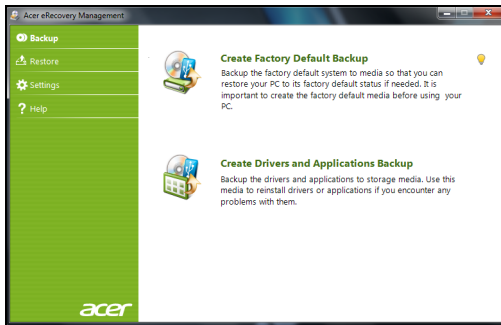 Acer eRecovery Management
Backup
Restore
Settings
? Help
Create Factory Default Backup
Backup the factory default system to media so that you can
restore your PC to its factory default status if needed. It is
important to create the factory default media before using your
PC.
Create Drivers and Applications Backup
Backup the drivers and applications to storage media. Use this
media to reinstall drivers or applications if you encounter any
problems with them.
acer